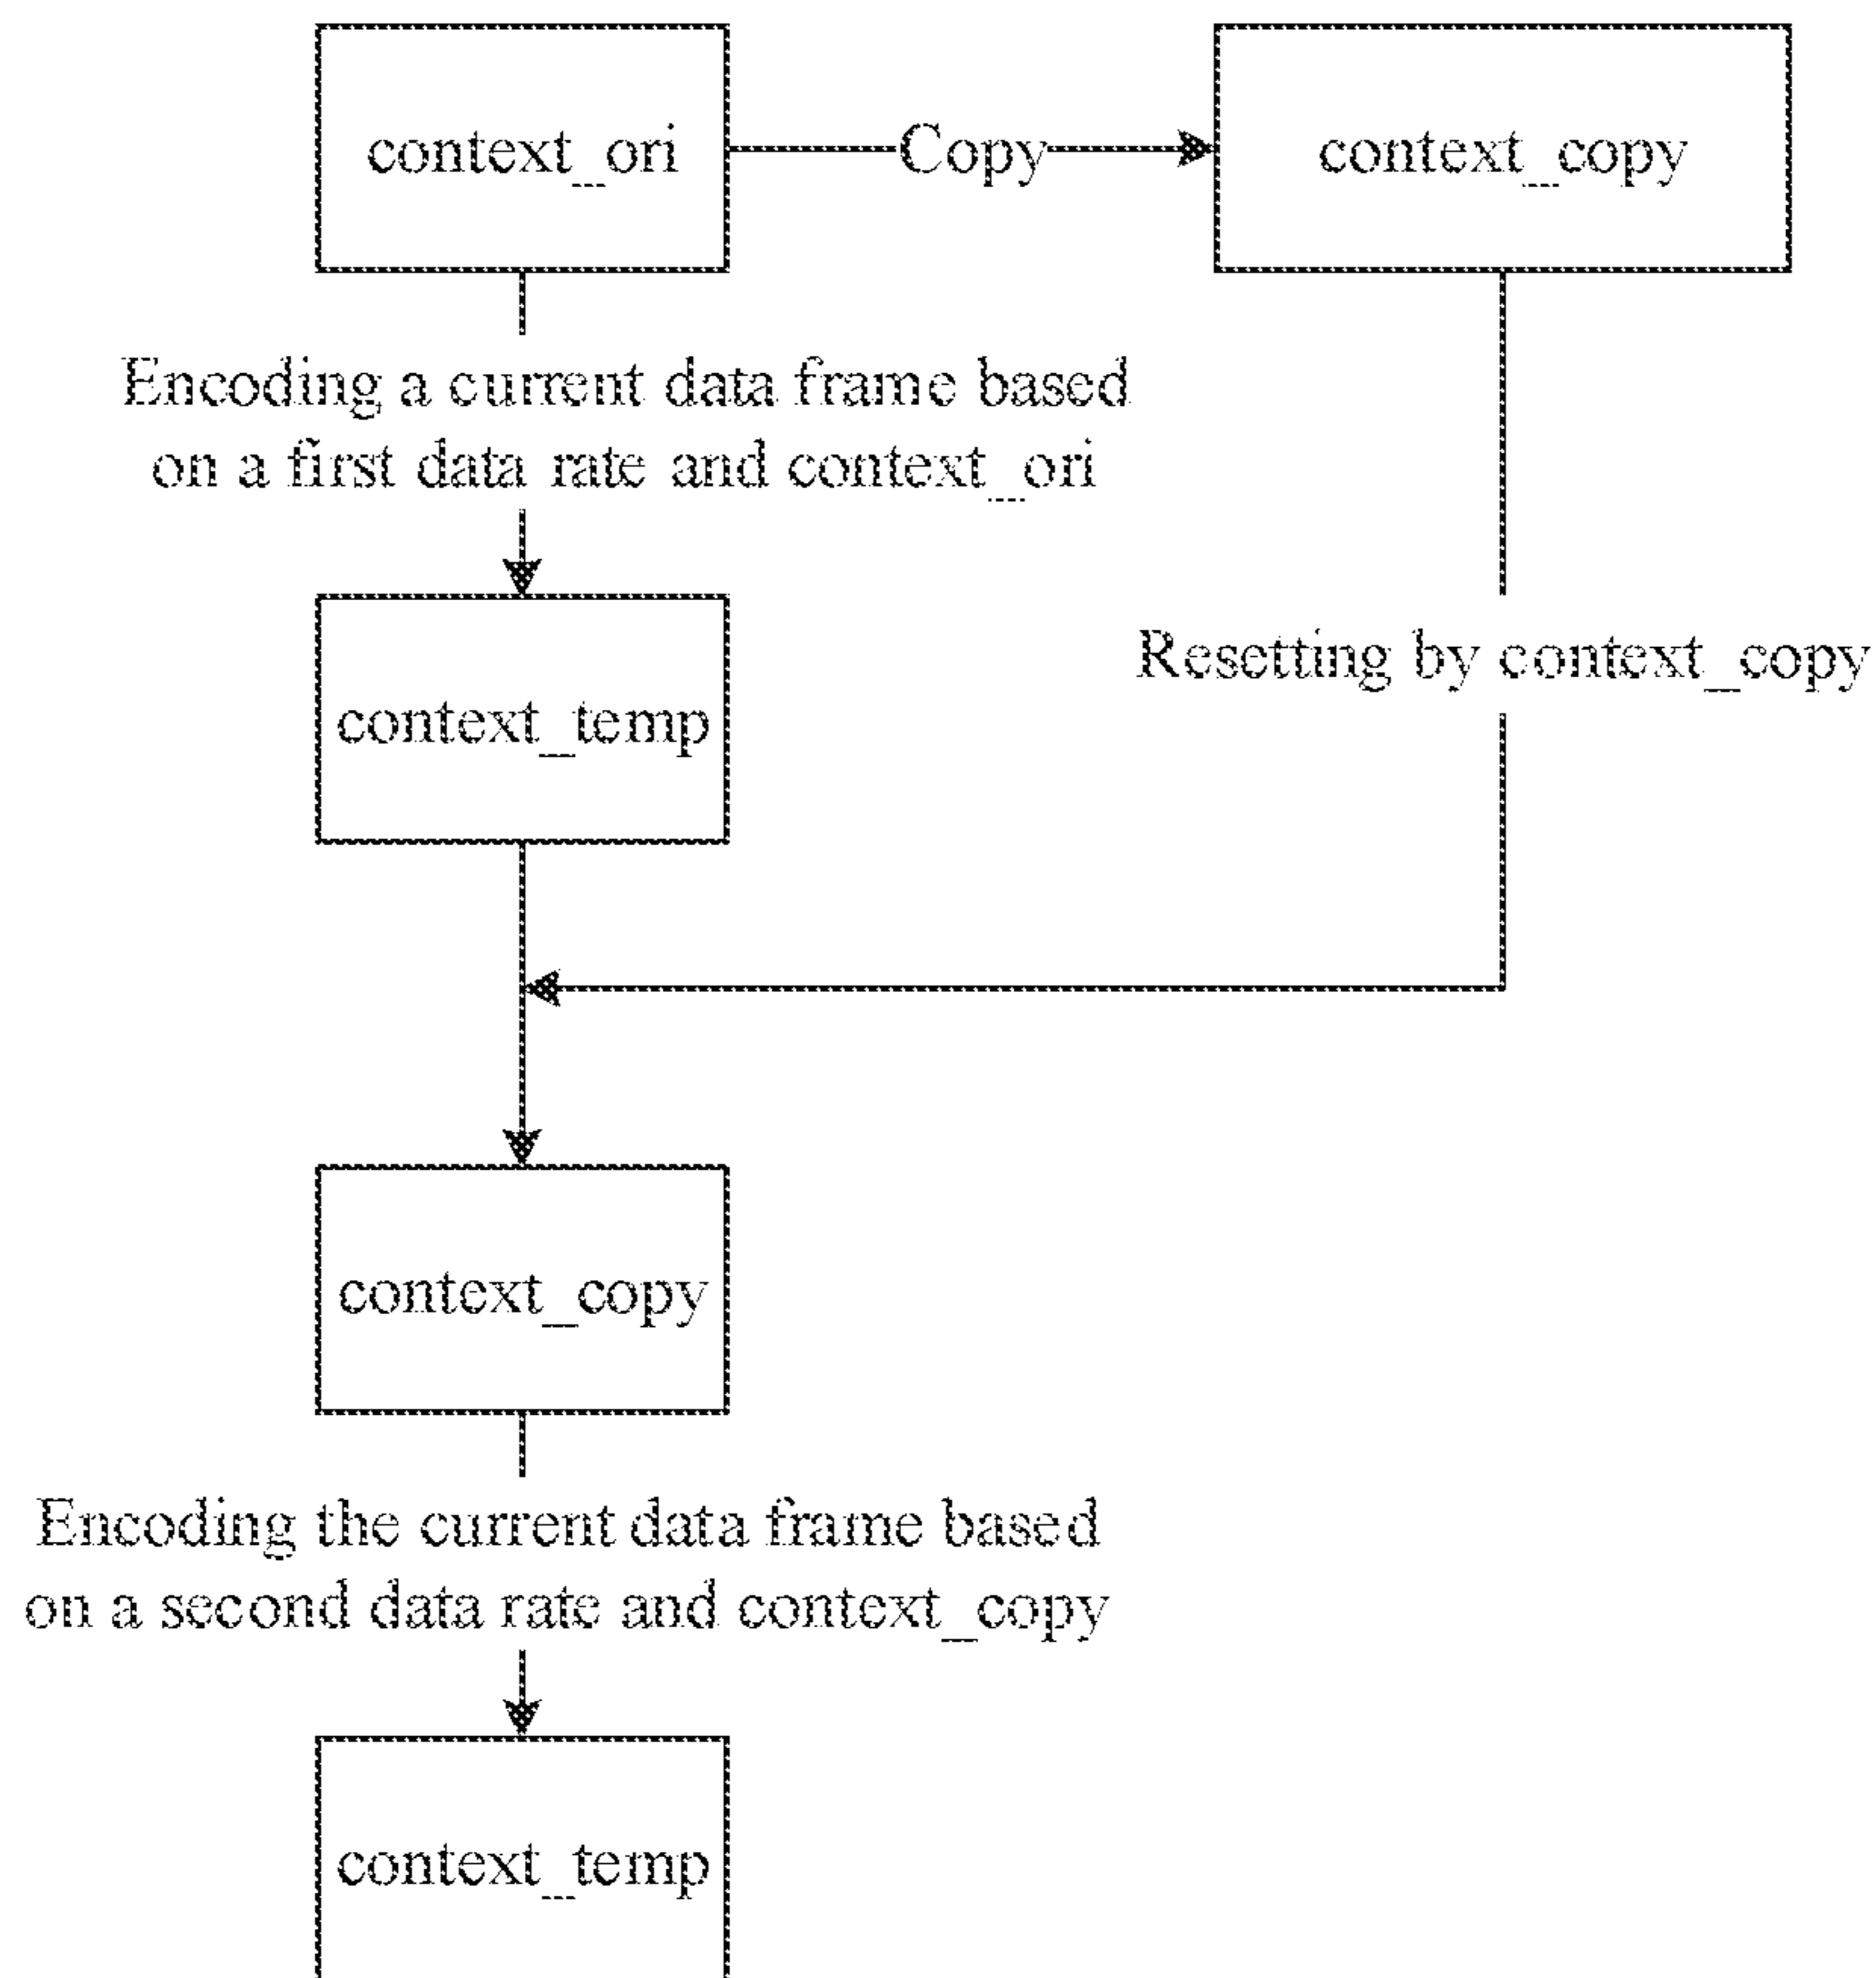 context_ori
Copy
context_copy
Encoding a current data frame based
on a first data rate and context_ori
Resetting by context_copy
context_temp
context_copy
Encoding the current data frame based
on a second data rate and context_copy
context_temp